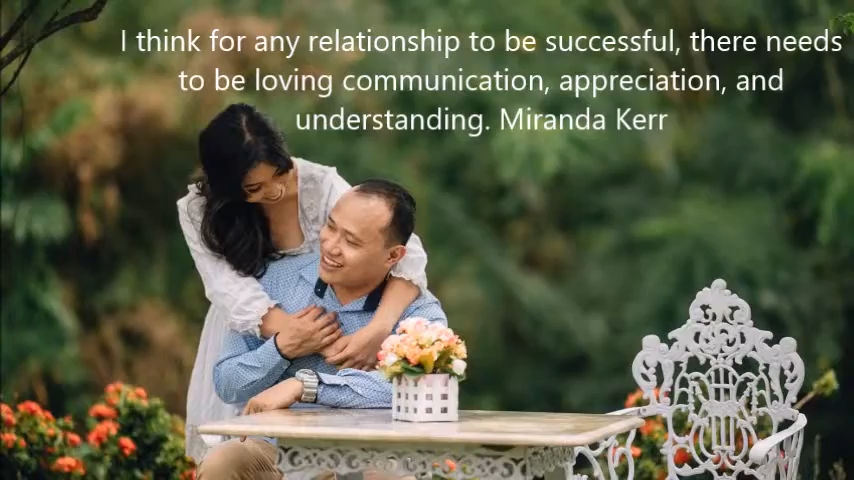 I think for any relationship to be successful, there needs
to be loving communication, appreciation, and
understanding. Miranda Kerr